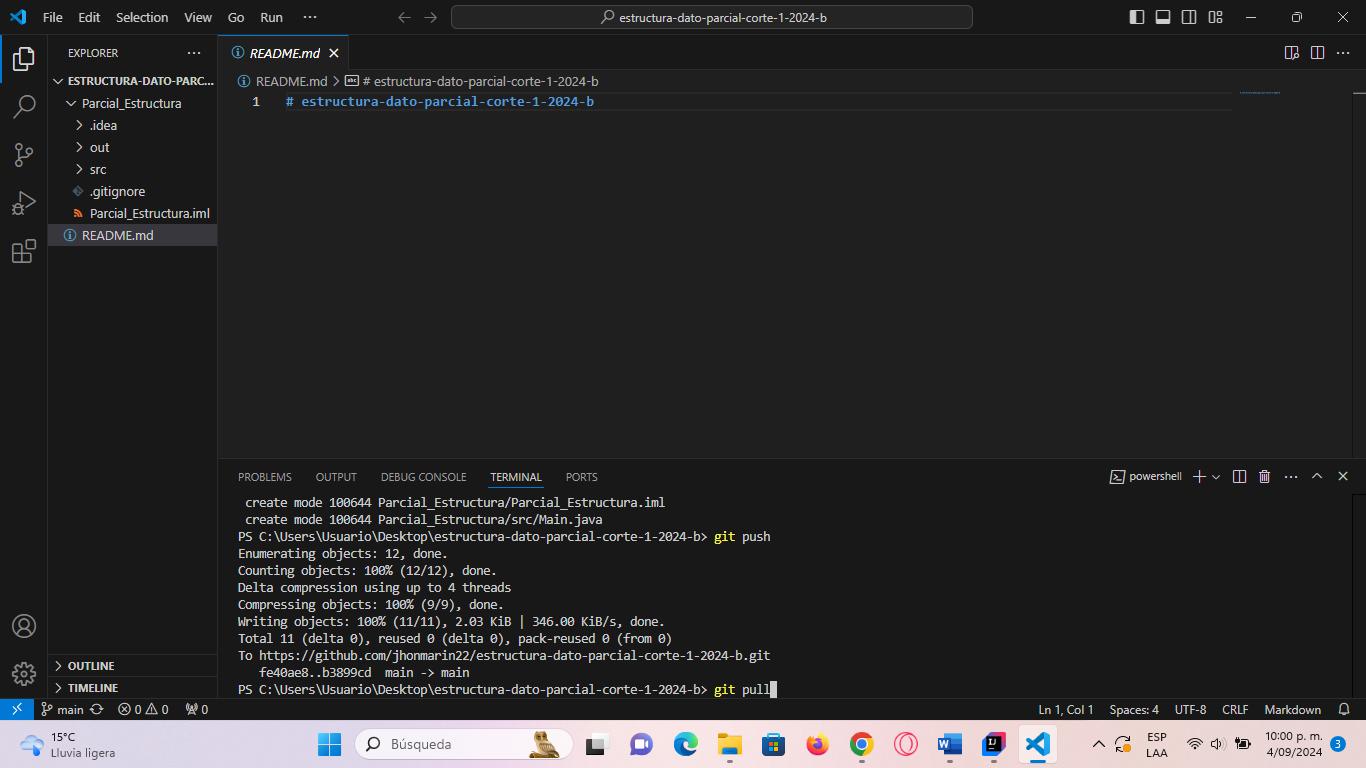 File Edit Selection View Go Run ···
estructura-dato-parcial-corte-1-2024-b
EXPLORER ···
ESTRUCTURA-DATO-PARC...
Parcial_Estructura
.idea
out
src
.gitignore
Parcial_Estructura.iml
README.md
OUTLINE
TIMELINE
README.md
README.md > # estructura-dato-parcial-corte-1-2024-b
1 # estructura-dato-parcial-corte-1-2024-b
PROBLEMS OUTPUT DEBUG CONSOLE TERMINAL PORTS
powershell
create mode 100644 Parcial_Estructura/Parcial_Estructura.iml
create mode 100644 Parcial_Estructura/src/Main.java
PS C:\Users\Usuario\Desktop\estructura-dato-parcial-corte-1-2024-b> git push
Enumerating objects: 12, done.
Counting objects: 100% (12/12), done.
Delta compression using up to 4 threads
Compressing objects: 100% (9/9), done.
Writing objects: 100% (11/11), 2.03 KiB | 346.00 KiB/s, done.
Total 11 (delta 0), reused 0 (delta 0), pack-reused 0 (from 0)
To https://github.com/jhonmarin22/estructura-dato-parcial-corte-1-2024-b.git
fe40ae8..b3899cd  main -> main
PS C:\Users\Usuario\Desktop\estructura-dato-parcial-corte-1-2024-b> git pull
main 0 0 0 Ln 1, Col 1 Spaces: 4 UTF-8 CRLF Markdown
15°C
Lluvia ligera
Búsqueda
ESP
LAA
10:00 p. m.
4/09/2024
3